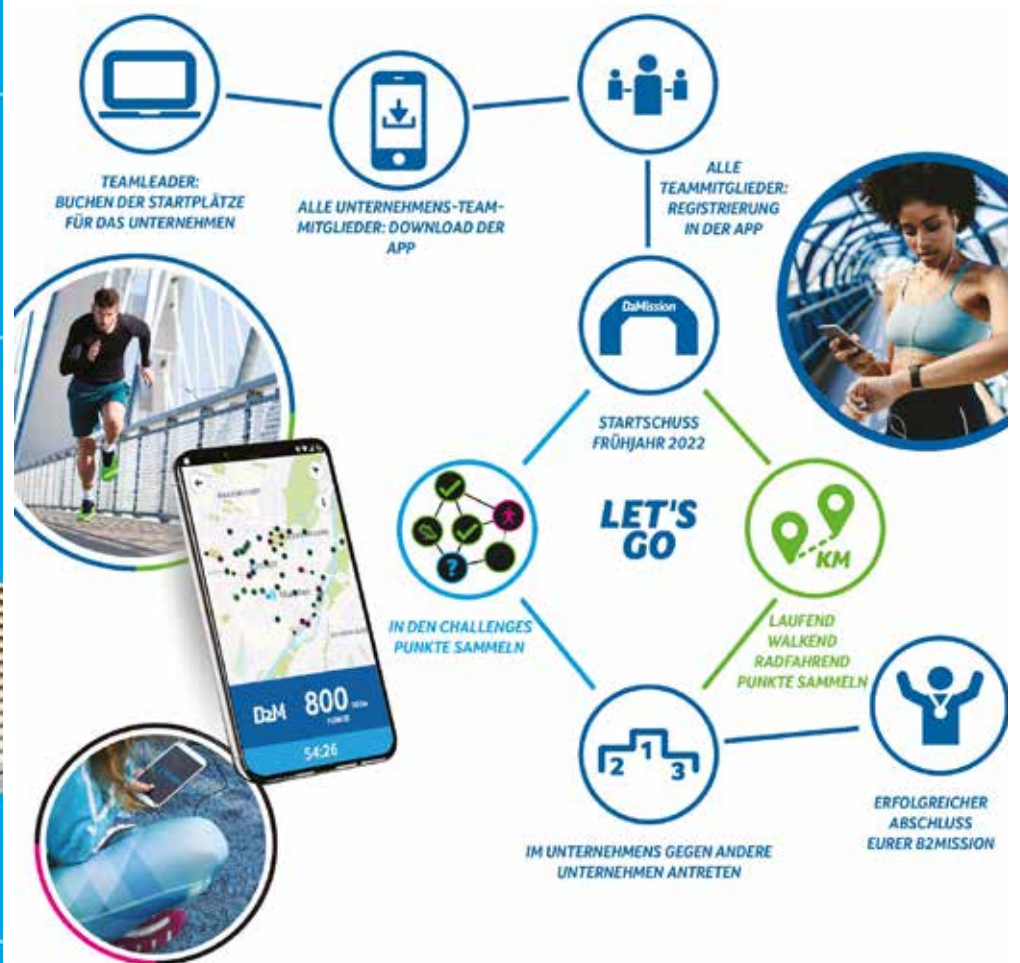 TEAMLEADER:
BUCHEN DER STARTPLÄTZE
FÜR DAS UNTERNEHMEN
ALLE UNTERNEHMENS-TEAM-
MITGLIEDER: DOWNLOAD DER
APP
ALLE
TEAMMITGLIEDER:
REGISTRIERUNG
IN DER APP
DaMission
STARTSCHUSS
FRÜHJAHR 2022
LET'S
GO
?
KM
IN DEN CHALLENGES
PUNKTE SAMMELN
LAUFEND
WALKEND
RADFAHREND
PUNKTE SAMMELN
800
PUNKTE
54:26
1
2
3
IM UNTERNEHMENS GEGEN ANDERE
UNTERNEHMEN ANTRETEN
ERFOLGREICHER
ABSCHLUSS
EURER B2MISSION